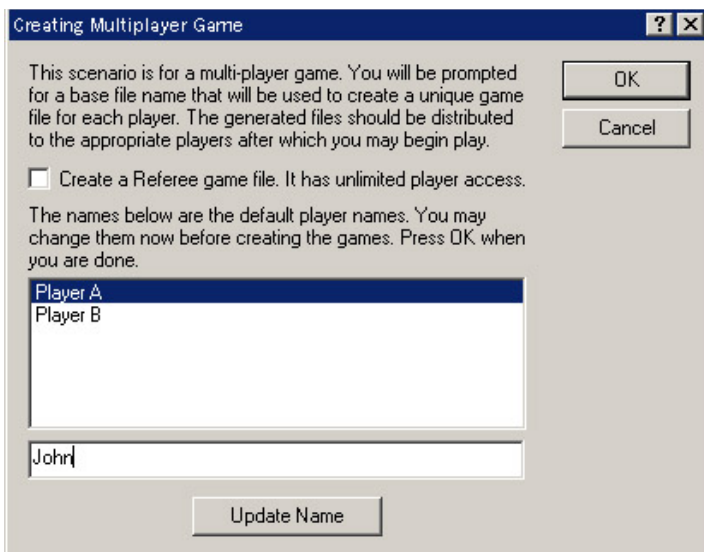 Creating Multiplayer Game
This scenario is for a multi-player game. You will be prompted
for a base file name that will be used to create a unique game
file for each player. The generated files should be distributed
to the appropriate players after which you may begin play.
OK
Cancel
Create a Referee game file. It has unlimited player access.
The names below are the default player names. You may
change them now before creating the games. Press OK when
you are done.
Player A
Player B
John
Update Name